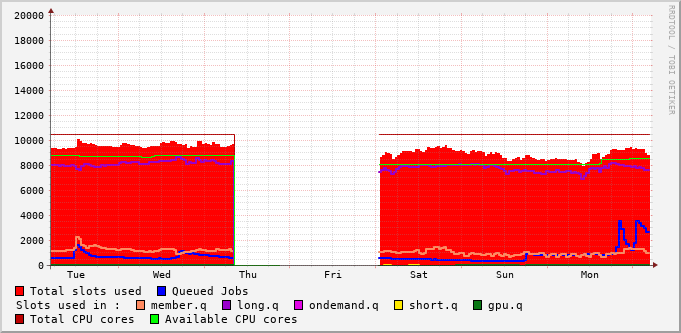 20000
18000
16000
14000
12000
10000
8000
6000
4000
2000
0
Tue Wed Thu Fri Sat Sun Mon
Total slots used Queued Jobs
Slots used in : member.q long.q ondemand.q short.q gpu.q
Total CPU cores Available CPU cores
RRDTOOL / TOBI OETIKER